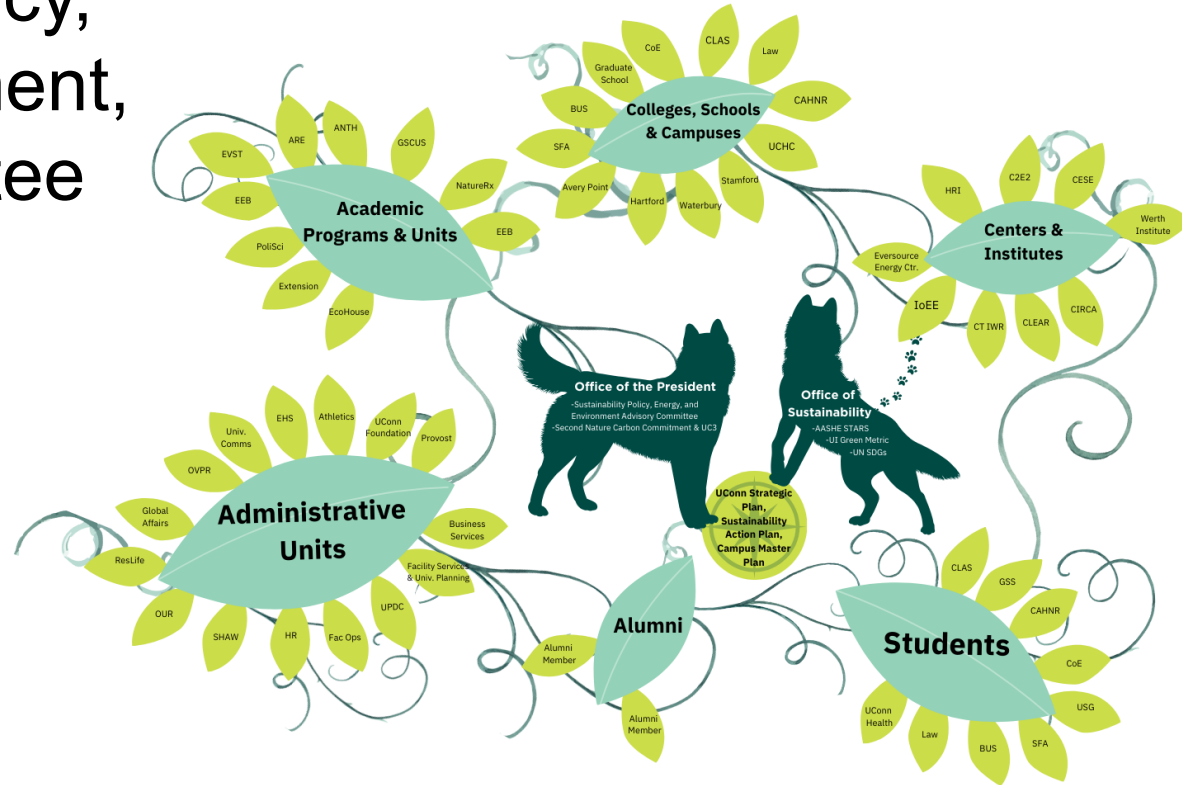 cy,
ment,
tee
CoE
CLAS
Law
Graduate
School
CAHNR
BUS
Colleges, Schools
& Campuses
SFA
UCHC
Avery Point
Hartford
Waterbury
Stamford
ARE
ANTH
GSCUS
EVST
NatureRx
EEB
Academic
Programs & Units
EEB
PoliSci
Extension
EcoHouse
HRI
C2E2
CESE
Werth
Institute
Centers &
Institutes
Eversource
Energy Ctr.
IoEE
CT IWR
CLEAR
CIRCA
Office of the President
-Sustainability Policy, Energy, and
Environment Advisory Committee
-Second Nature Carbon Commitment & UC3
Office of
Sustainability
-AASHE STARS
-UI Green Metric
-UN SDGs
UConn Strategic
Plan,
Sustainability
Action Plan,
Campus Master
Plan
EHS
Athletics
UConn
Foundation
Provost
Univ.
Comms
OVPR
Global
Affairs
Administrative
Units
Business
Services
ResLife
Facility Services
& Univ. Planning
OUR
SHAW
HR
Fac Ops
UPDC
Alumni
Alumni
Member
Alumni
Member
CLAS
GSS
CAHNR
Students
CoE
USG
UConn
Health
Law
BUS
SFA